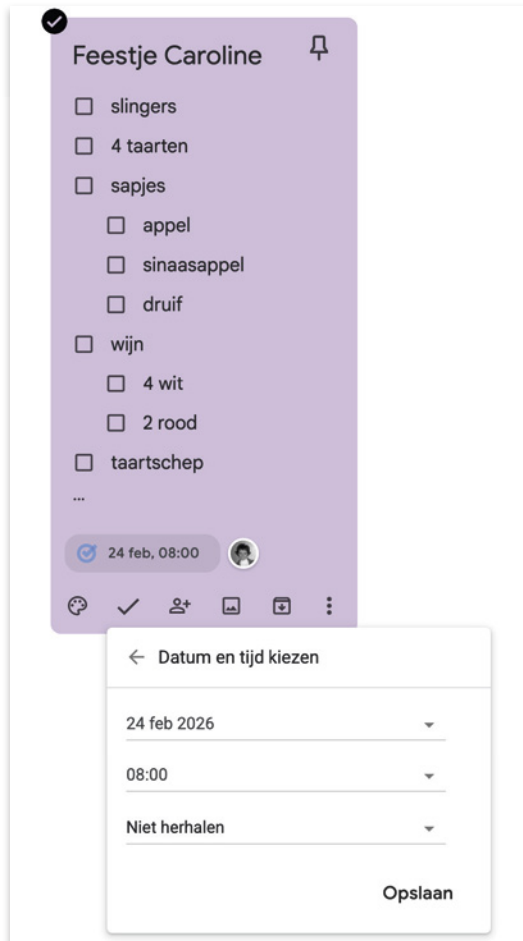 Feestje Caroline
slingers
4 taarten
sapjes
appel
sinaasappel
druif
wijn
4 wit
2 rood
taartschep
...
24 feb, 08:00
Datum en tijd kiezen
24 feb 2026
08:00
Niet herhalen
Opslaan